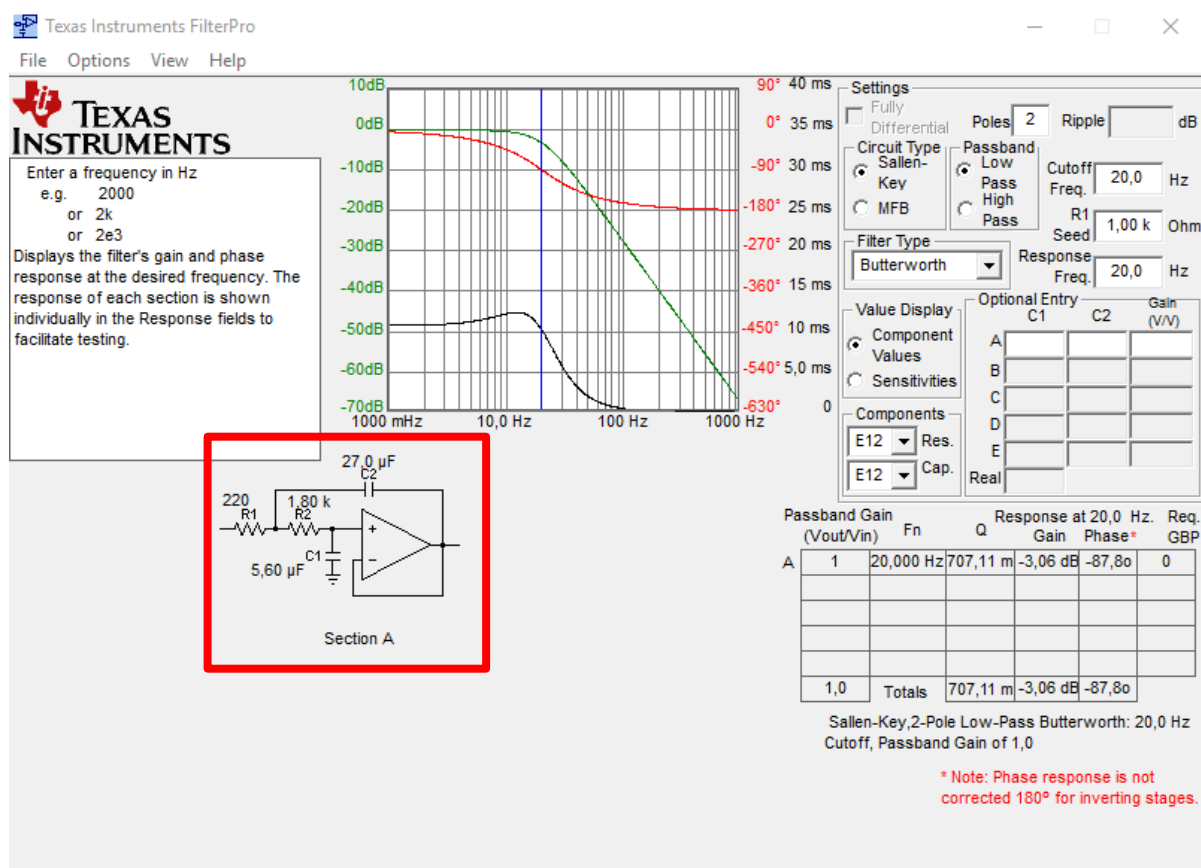 Texas Instruments FilterPro
File Options View Help
TEXAS
INSTRUMENTS
Enter a frequency in Hz
e.g. 2000
or 2k
or 2e3
Displays the filter's gain and phase
response at the desired frequency. The
response of each section is shown
individually in the Response fields to
facilitate testing.
10dB
0dB
-10dB
-20dB
-30dB
-40dB
-50dB
-60dB
-70dB
1000 mHz 10,0 Hz 100 Hz 1000 Hz
90° 40 ms
0° 35 ms
-90° 30 ms
-180° 25 ms
-270° 20 ms
-360° 15 ms
-450° 10 ms
-540° 5,0 ms
-630° 0
Settings
Fully
Differential
Poles 2 Ripple dB
Circuit Type
Sallen-
Key
MFB
Passband
Low
Pass
High
Pass
Cutoff
Freq. 20,0 Hz
R1
Seed 1,00 k Ohm
Response
Freq. 20,0 Hz
Filter Type
Butterworth
Value Display
Component
Values
Sensitivities
Components
E12 Res.
E12 Cap.
Optional Entry
C1 C2 Gain
(V/V)
A
B
C
D
E
Real
27,0 µF
C2
220 1,80 k
R1 R2
+
−
C1
5,60 µF
Section A
Passband Gain
(Vout/Vin) Fn Q
Response at 20,0 Hz.
Gain Phase*
Req.
GBP
A 1 20,000 Hz 707,11 m -3,06 dB -87,8o 0
1,0 Totals 707,11 m -3,06 dB -87,8o
Sallen-Key,2-Pole Low-Pass Butterworth: 20,0 Hz
Cutoff, Passband Gain of 1,0
* Note: Phase response is not
corrected 180º for inverting stages.